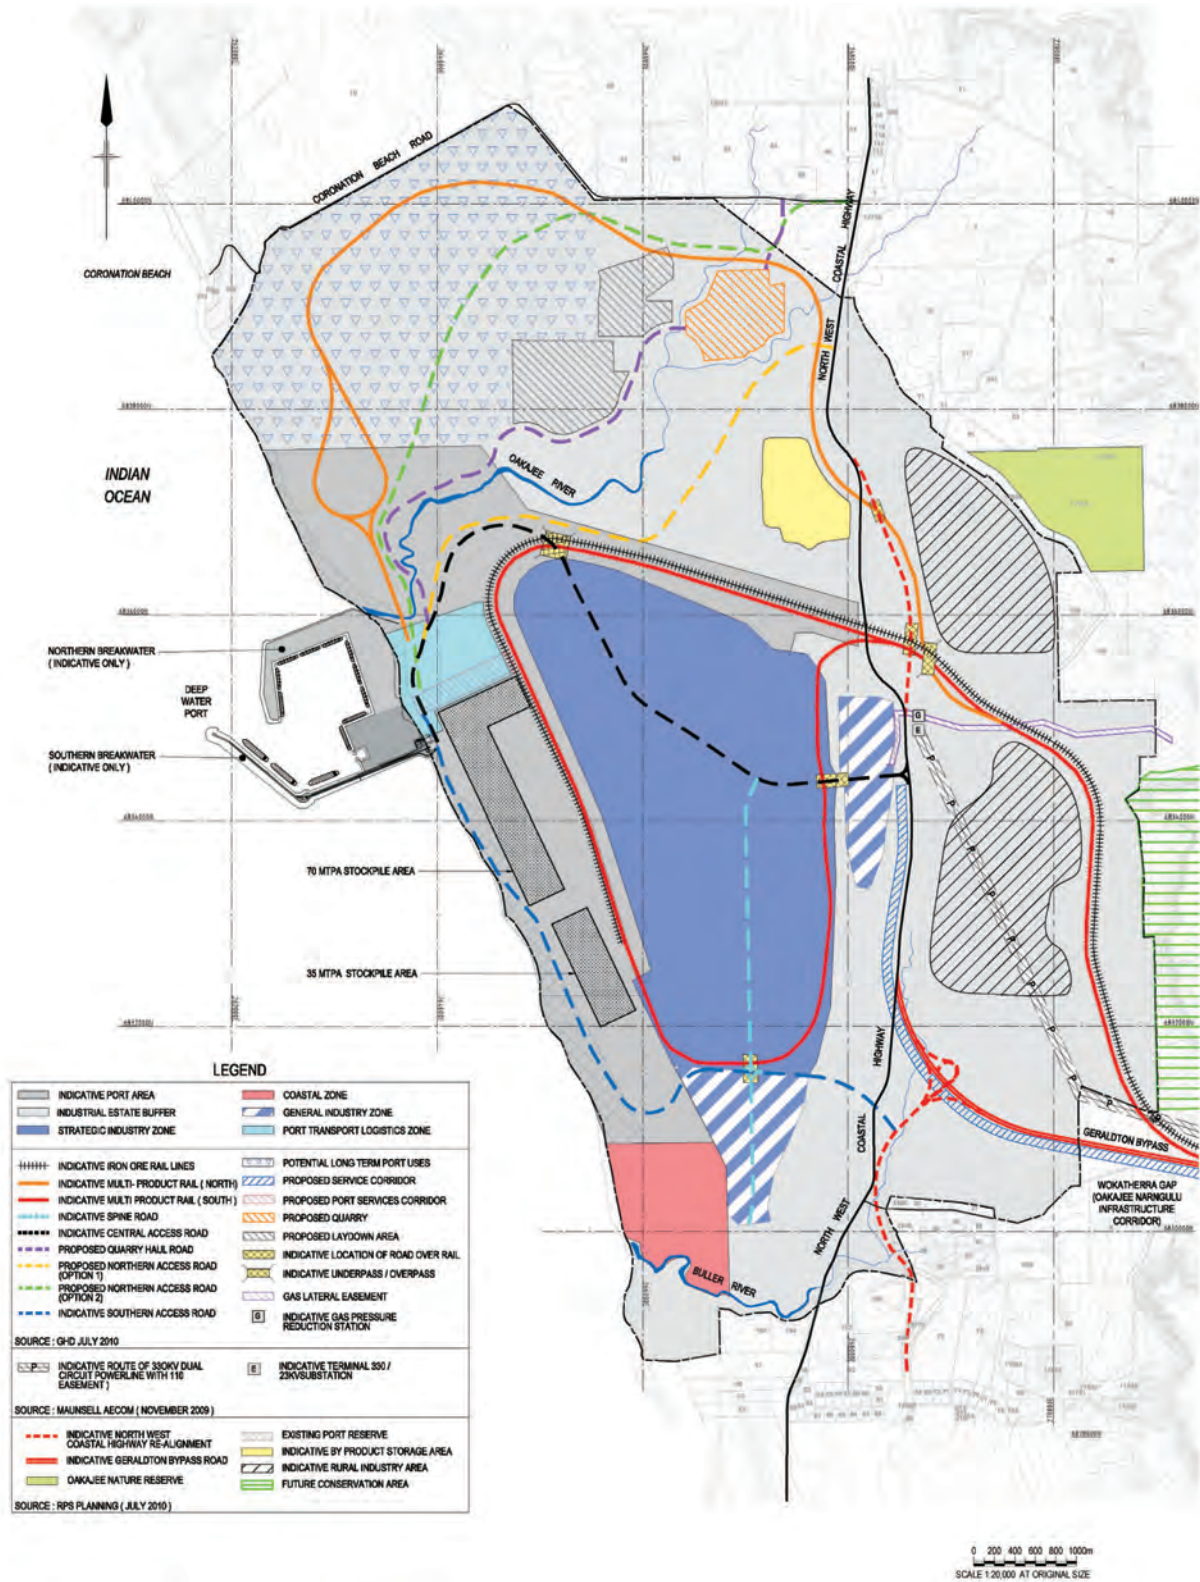 CORONATION BEACH ROAD
CORONATION BEACH
COASTAL HIGHWAY
NORTH WEST
INDIAN
OCEAN
OAKAJEE RIVER
NORTHERN BREAKWATER
( INDICATIVE ONLY )
DEEP
WATER
PORT
SOUTHERN BREAKWATER
( INDICATIVE ONLY )
G
E
P
P
P
P
P
P
70 MTPA STOCKPILE AREA
35 MTPA STOCKPILE AREA
HIGHWAY
COASTAL
NORTH WEST
GERALDTON BYPASS
WOKATHERRA GAP
(OAKAJEE NARNGULU
INFRASTRUCTURE
CORRIDOR)
BULLER RIVER
LEGEND
INDICATIVE PORT AREA
INDUSTRIAL ESTATE BUFFER
STRATEGIC INDUSTRY ZONE
COASTAL ZONE
GENERAL INDUSTRY ZONE
PORT TRANSPORT LOGISTICS ZONE
INDICATIVE IRON ORE RAIL LINES
INDICATIVE MULTI- PRODUCT RAIL ( NORTH)
INDICATIVE MULTI PRODUCT RAIL ( SOUTH )
INDICATIVE SPINE ROAD
INDICATIVE CENTRAL ACCESS ROAD
PROPOSED QUARRY HAUL ROAD
PROPOSED NORTHERN ACCESS ROAD
(OPTION 1)
PROPOSED NORTHERN ACCESS ROAD
(OPTION 2)
INDICATIVE SOUTHERN ACCESS ROAD
POTENTIAL LONG TERM PORT USES
PROPOSED SERVICE CORRIDOR
PROPOSED PORT SERVICES CORRIDOR
PROPOSED QUARRY
PROPOSED LAYDOWN AREA
INDICATIVE LOCATION OF ROAD OVER RAIL
INDICATIVE UNDERPASS / OVERPASS
GAS LATERAL EASEMENT
G INDICATIVE GAS PRESSURE
REDUCTION STATION
SOURCE : GHD JULY 2010
P INDICATIVE ROUTE OF 330KV DUAL
CIRCUIT POWERLINE WITH 110
EASEMENT )
E INDICATIVE TERMINAL 330 /
23KVSUBSTATION
SOURCE : MAUNSELL AECOM ( NOVEMBER 2009 )
INDICATIVE NORTH WEST
COASTAL HIGHWAY RE-ALIGNMENT
INDICATIVE GERALDTON BYPASS ROAD
OAKAJEE NATURE RESERVE
EXISTING PORT RESERVE
INDICATIVE BY PRODUCT STORAGE AREA
INDICATIVE RURAL INDUSTRY AREA
FUTURE CONSERVATION AREA
SOURCE : RPS PLANNING ( JULY 2010 )
0 200 400 600 800 1000m
SCALE 1:20,000 AT ORIGINAL SIZE